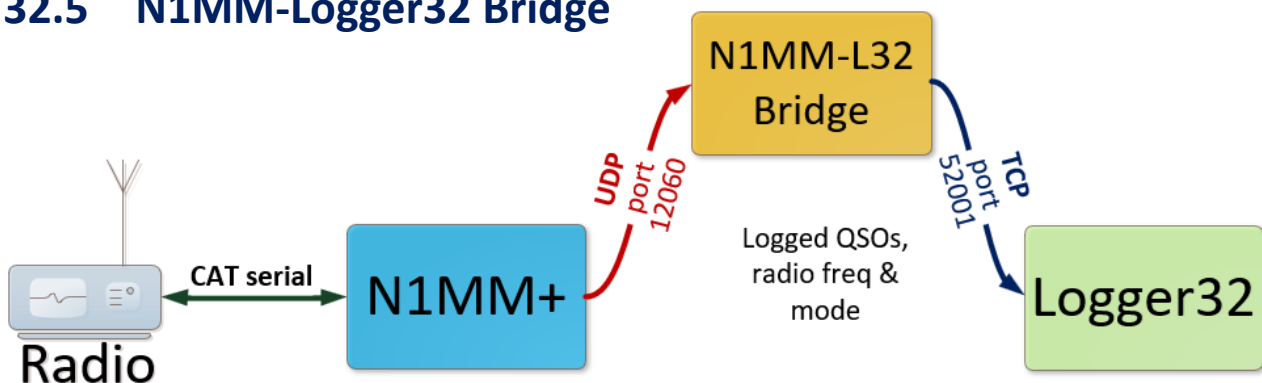 32.5 N1MM-Logger32 Bridge
N1MM-L32
Bridge
UDP
port
12060
TCP
port
52001
Logged QSOs,
radio freq &
mode
CAT serial
N1MM+
Logger32
Radio